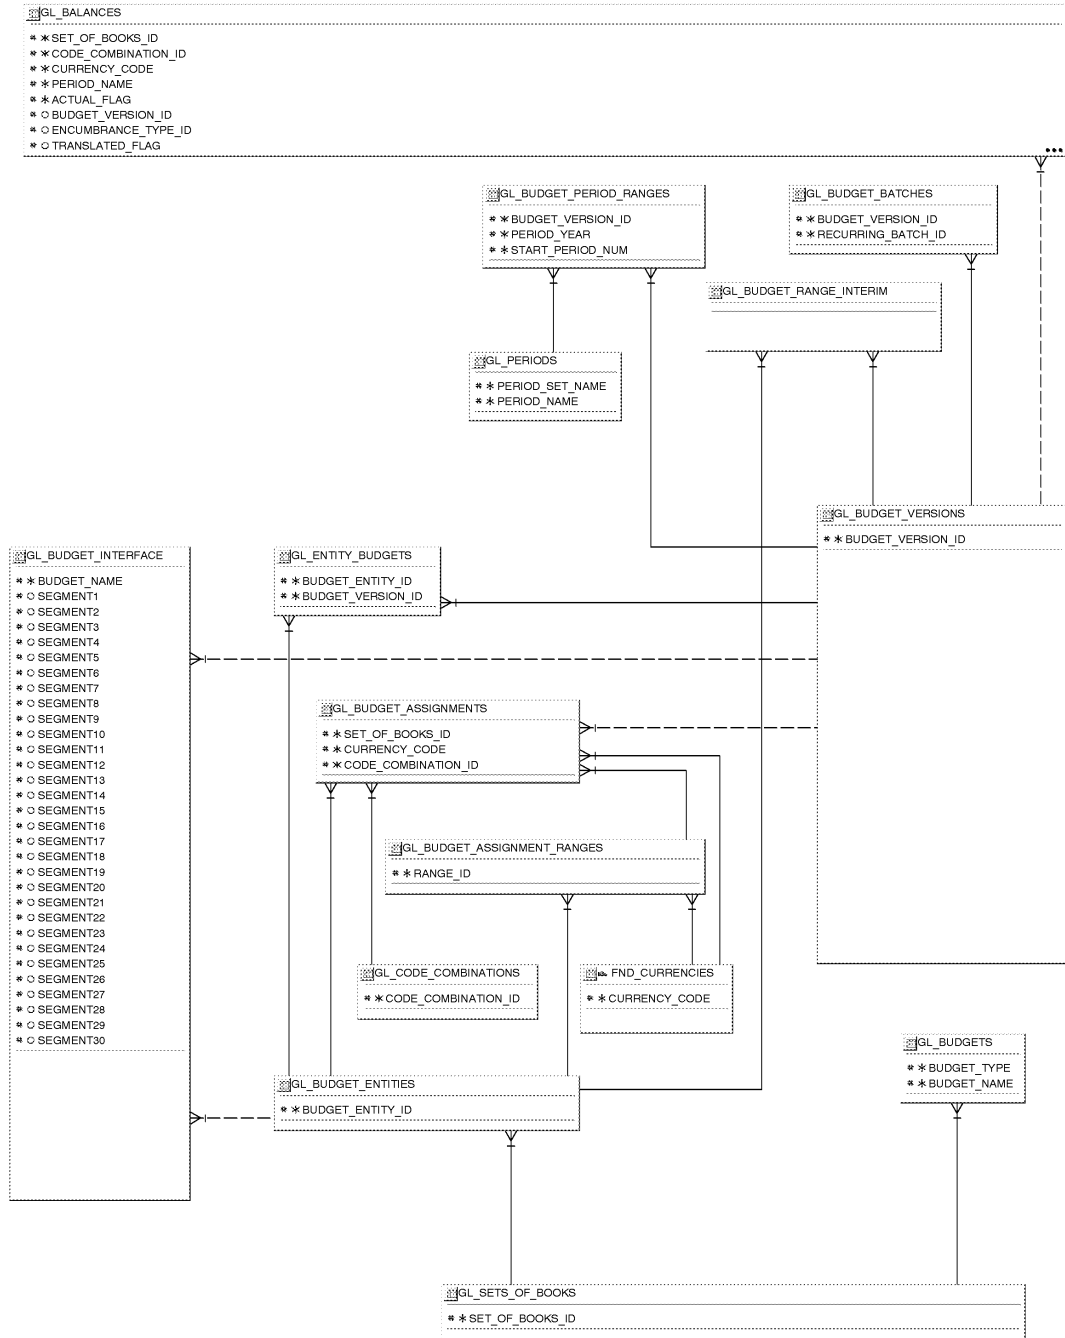 GL_BALANCES
# * SET_OF_BOOKS_ID
# * CODE_COMBINATION_ID
# * CURRENCY_CODE
# * PERIOD_NAME
# * ACTUAL_FLAG
# O BUDGET_VERSION_ID
# O ENCUMBRANCE_TYPE_ID
# O TRANSLATED_FLAG
...
GL_BUDGET_PERIOD_RANGES
# * BUDGET_VERSION_ID
# * PERIOD_YEAR
# * START_PERIOD_NUM
GL_BUDGET_BATCHES
# * BUDGET_VERSION_ID
# * RECURRING_BATCH_ID
GL_BUDGET_RANGE_INTERIM
GL_PERIODS
# * PERIOD_SET_NAME
# * PERIOD_NAME
GL_BUDGET_VERSIONS
# * BUDGET_VERSION_ID
GL_BUDGET_INTERFACE
# * BUDGET_NAME
# O SEGMENT1
# O SEGMENT2
# O SEGMENT3
# O SEGMENT4
# O SEGMENT5
# O SEGMENT6
# O SEGMENT7
# O SEGMENT8
# O SEGMENT9
# O SEGMENT10
# O SEGMENT11
# O SEGMENT12
# O SEGMENT13
# O SEGMENT14
# O SEGMENT15
# O SEGMENT16
# O SEGMENT17
# O SEGMENT18
# O SEGMENT19
# O SEGMENT20
# O SEGMENT21
# O SEGMENT22
# O SEGMENT23
# O SEGMENT24
# O SEGMENT25
# O SEGMENT26
# O SEGMENT27
# O SEGMENT28
# O SEGMENT29
# O SEGMENT30
GL_ENTITY_BUDGETS
# * BUDGET_ENTITY_ID
# * BUDGET_VERSION_ID
GL_BUDGET_ASSIGNMENTS
# * SET_OF_BOOKS_ID
# * CURRENCY_CODE
# * CODE_COMBINATION_ID
GL_BUDGET_ASSIGNMENT_RANGES
# * RANGE_ID
GL_CODE_COMBINATIONS
# * CODE_COMBINATION_ID
FND_CURRENCIES
# * CURRENCY_CODE
GL_BUDGETS
# * BUDGET_TYPE
# * BUDGET_NAME
GL_BUDGET_ENTITIES
# * BUDGET_ENTITY_ID
GL_SETS_OF_BOOKS
# * SET_OF_BOOKS_ID